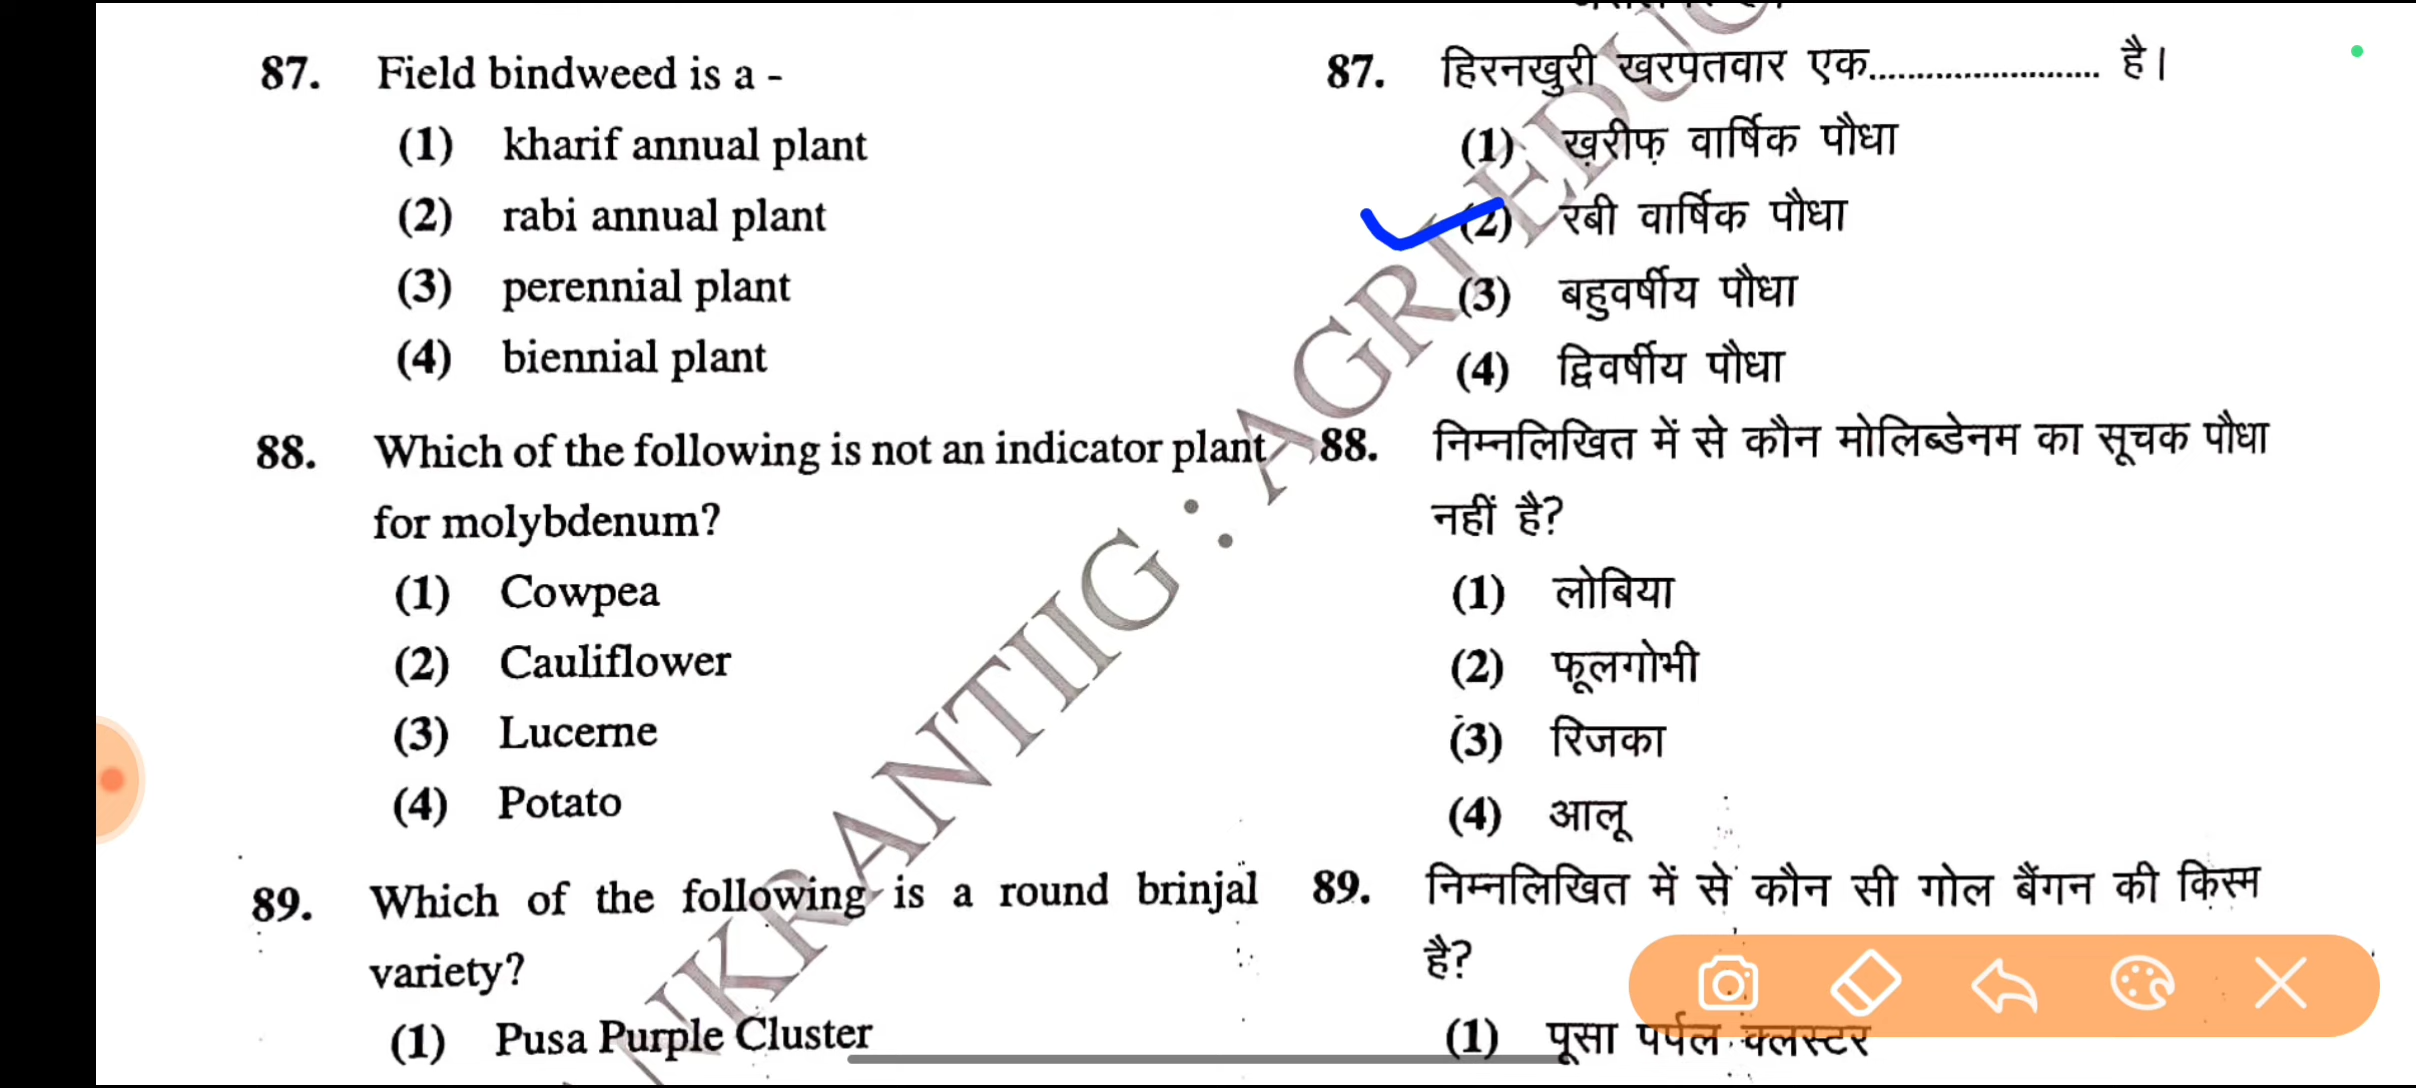 87. Field bindweed is a -
(1) kharif annual plant
(2) rabi annual plant
(3) perennial plant
(4) biennial plant
88. Which of the following is not an indicator plant
for molybdenum?
(1) Cowpea
(2) Cauliflower
(3) Lucerne
(4) Potato
89. Which of the following is a round brinjal
variety?
(1) Pusa Purple Cluster
87. हिरनखुरी खरपतवार एक........................ है।
(1) ख़रीफ़ वार्षिक पौधा
(2) रबी वार्षिक पौधा
(3) बहुवर्षीय पौधा
(4) द्विवर्षीय पौधा
88. निम्नलिखित में से कौन मोलिब्डेनम का सूचक पौधा
नहीं है?
(1) लोबिया
(2) फूलगोभी
(3) रिजका
(4) आलू
89. निम्नलिखित में से कौन सी गोल बैंगन की किस्म
है?
(1) पूसा पर्पल क्लस्टर